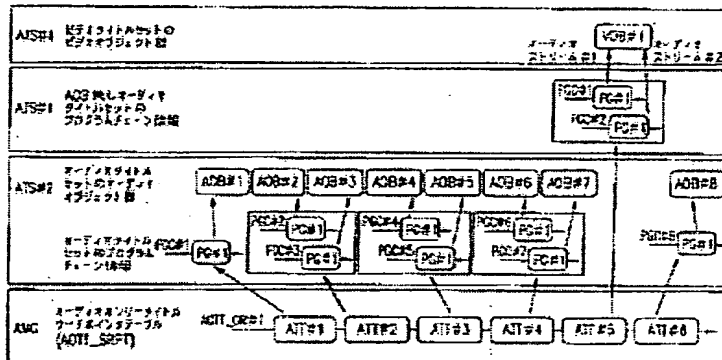 ビデオタイトルセットの
ビデオオブジェクト群
VOB#1
オーディオ
ストリーム#1
オーディオ
ストリーム#2
ATS#1
AOB無しオーディオ
タイトルセットの
プログラムチェーン情報
PGC#1
PG#1
PGC#2
PG#1
ATS#2
オーディオタイトル
セットのオーディオ
オブジェクト群
AOB#1
AOB#2
AOB#3
AOB#4
AOB#5
AOB#6
AOB#7
AOB#8
オーディオタイトル
セットのプログラム
チェーン情報
PGC#1
PG#1
PGC#2
PG#1
PGC#3
PG#1
PGC#4
PG#1
PGC#5
PG#1
PGC#6
PG#1
PG#1
PGC#8
PG#1
AMG
オーディオオンリータイトル
サーチポインタテーブル
(AOTT_SRPT)
AOTT_GR#1
ATT#1
ATT#2
ATT#3
ATT#4
ATT#5
ATT#6